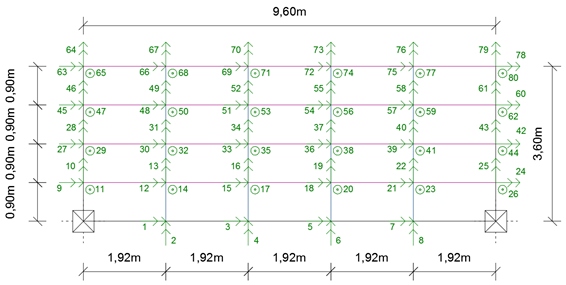 9,60m
64 67 70 73 76 79 78
63 65 66 68 69 71 72 74 75 77 80
46 49 52 55 58 61 60
45 47 48 50 51 53 54 56 57 59 62
28 31 34 37 40 43 42
27 29 30 32 33 35 36 38 39 41 44
10 13 16 19 22 25 24
9 11 12 14 15 17 18 20 21 23 26
1 3 5 7
2 4 6 8
0,90m
0,90m
0,90m
0,90m
3,60m
1,92m 1,92m 1,92m 1,92m 1,92m